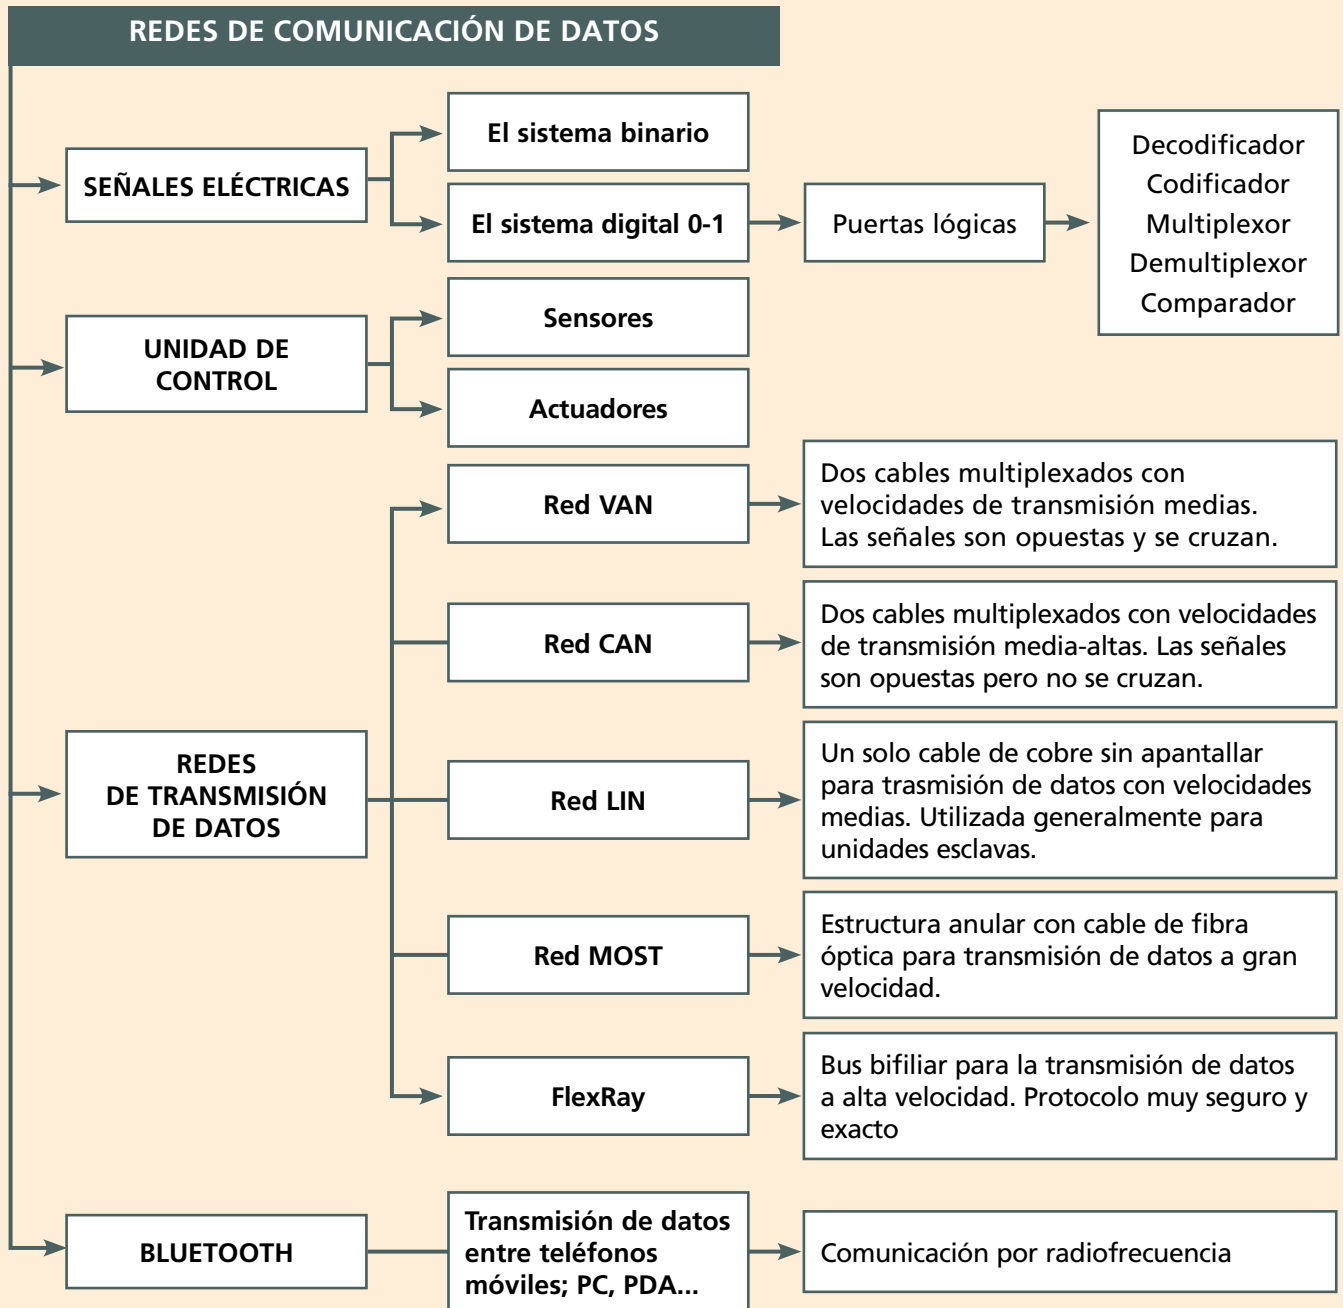 REDES DE COMUNICACIÓN DE DATOS
SEÑALES ELÉCTRICAS
El sistema binario
El sistema digital 0-1
Puertas lógicas
Decodificador
Codificador
Multiplexor
Demultiplexor
Comparador
UNIDAD DE
CONTROL
Sensores
Actuadores
REDES
DE TRANSMISIÓN
DE DATOS
Red VAN
Dos cables multiplexados con
velocidades de transmisión medias.
Las señales son opuestas y se cruzan.
Red CAN
Dos cables multiplexados con velocidades
de transmisión media-altas. Las señales
son opuestas pero no se cruzan.
Red LIN
Un solo cable de cobre sin apantallar
para trasmisión de datos con velocidades
medias. Utilizada generalmente para
unidades esclavas.
Red MOST
Estructura anular con cable de fibra
óptica para transmisión de datos a gran
velocidad.
FlexRay
Bus bifiliar para la transmisión de datos
a alta velocidad. Protocolo muy seguro y
exacto
BLUETOOTH
Transmisión de datos
entre teléfonos
móviles; PC, PDA...
Comunicación por radiofrecuencia